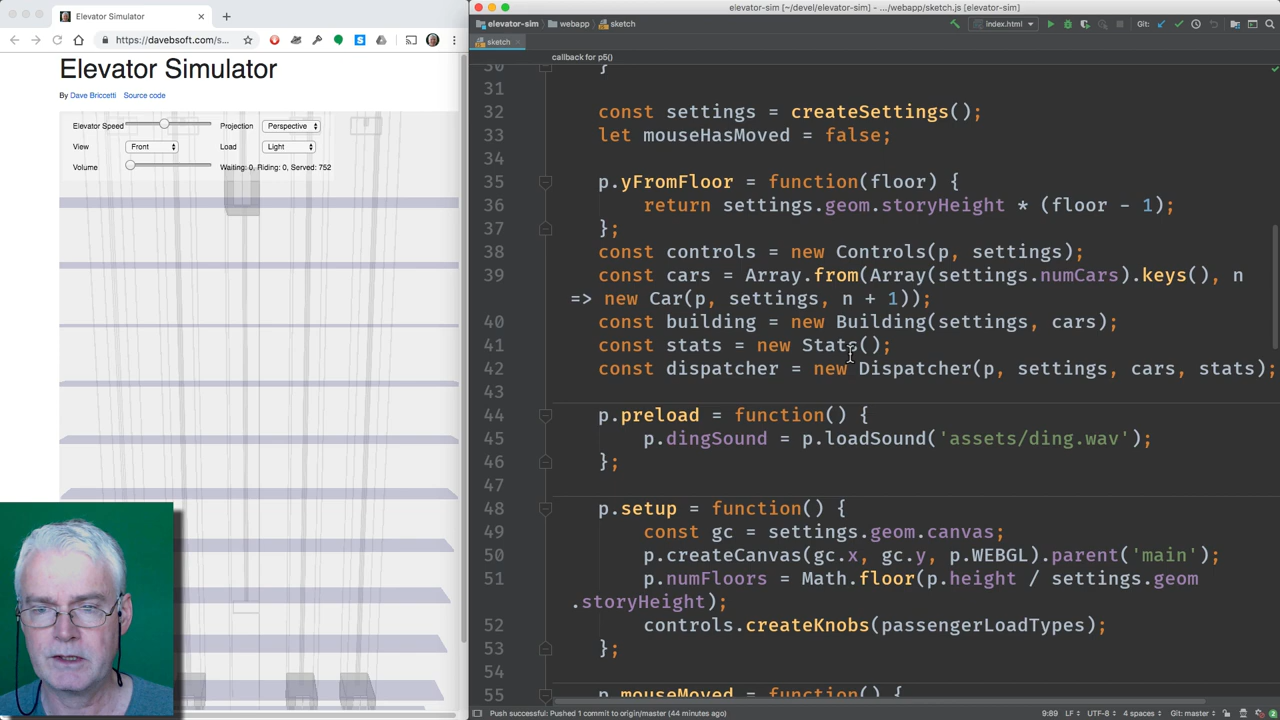 Elevator Simulator
https://davebsoft.com/s...
Elevator Simulator
By Dave Briccetti Source code
Elevator Speed
Projection Perspective
View Front
Load Light
Volume
Waiting: 0, Riding: 0, Served: 752
elevator-sim [~/devel/elevator-sim] - .../webapp/sketch.js [elevator-sim]
elevator-sim webapp sketch
index.html
Git:
sketch
callback for p5()
30 }
31
32 const settings = createSettings();
33 let mouseHasMoved = false;
34
35 p.yFromFloor = function(floor) {
36 return settings.geom.storyHeight * (floor - 1);
37 };
38 const controls = new Controls(p, settings);
39 const cars = Array.from(Array(settings.numCars).keys(), n
=> new Car(p, settings, n + 1));
40 const building = new Building(settings, cars);
41 const stats = new Stats();
42 const dispatcher = new Dispatcher(p, settings, cars, stats);
43
44 p.preload = function() {
45 p.dingSound = p.loadSound('assets/ding.wav');
46 };
47
48 p.setup = function() {
49 const gc = settings.geom.canvas;
50 p.createCanvas(gc.x, gc.y, p.WEBGL).parent('main');
51 p.numFloors = Math.floor(p.height / settings.geom
.storyHeight);
52 controls.createKnobs(passengerLoadTypes);
53 };
54
55 p.mouseMoved = function() {
Push successful: Pushed 1 commit to origin/master (44 minutes ago)
9:89 LF UTF-8 4 spaces Git: master